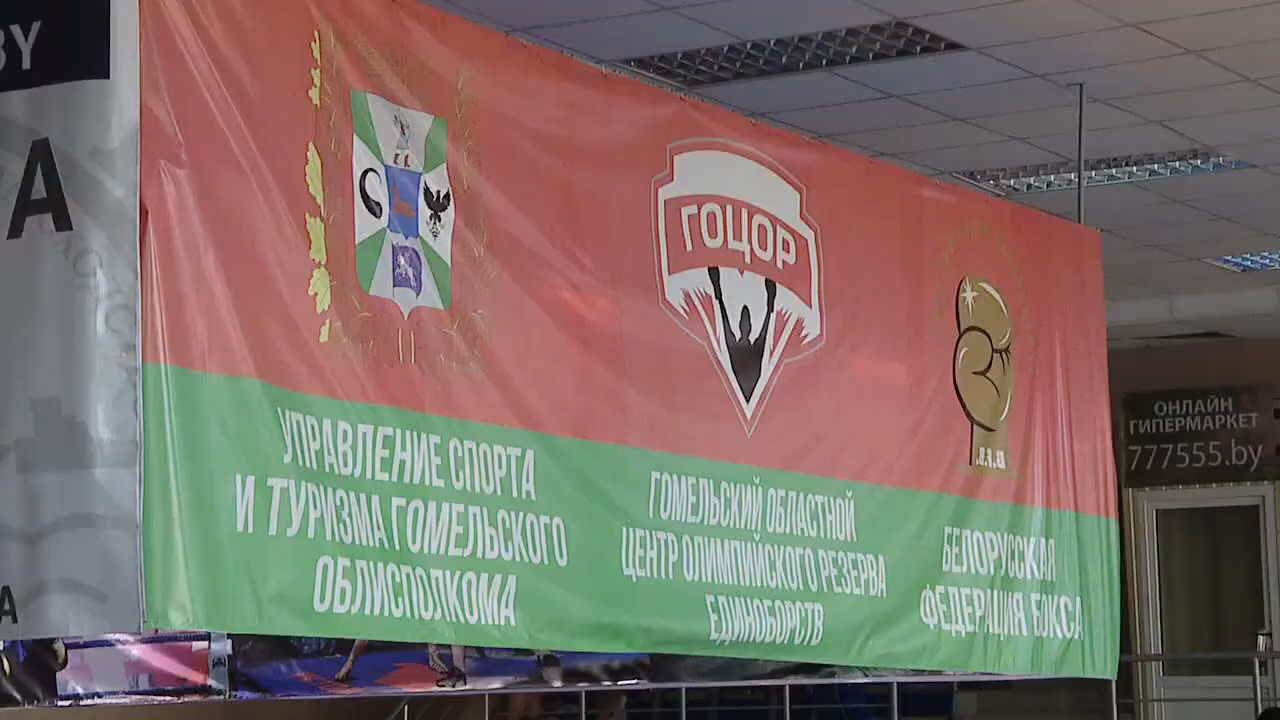 BY
А
А
ГОЦОР
УПРАВЛЕНИЕ СПОРТА
И ТУРИЗМА ГОМЕЛЬСКОГО
ОБЛИСПОЛКОМА
ГОМЕЛЬСКИЙ ОБЛАСТНОЙ
ЦЕНТР ОЛИМПИЙСКОГО РЕЗЕРВА
ЕДИНОБОРСТВ
БЕЛОРУССКАЯ
ФЕДЕРАЦИЯ БОКСА
ОНЛАЙН
ГИПЕРМАРКЕТ
777555.by